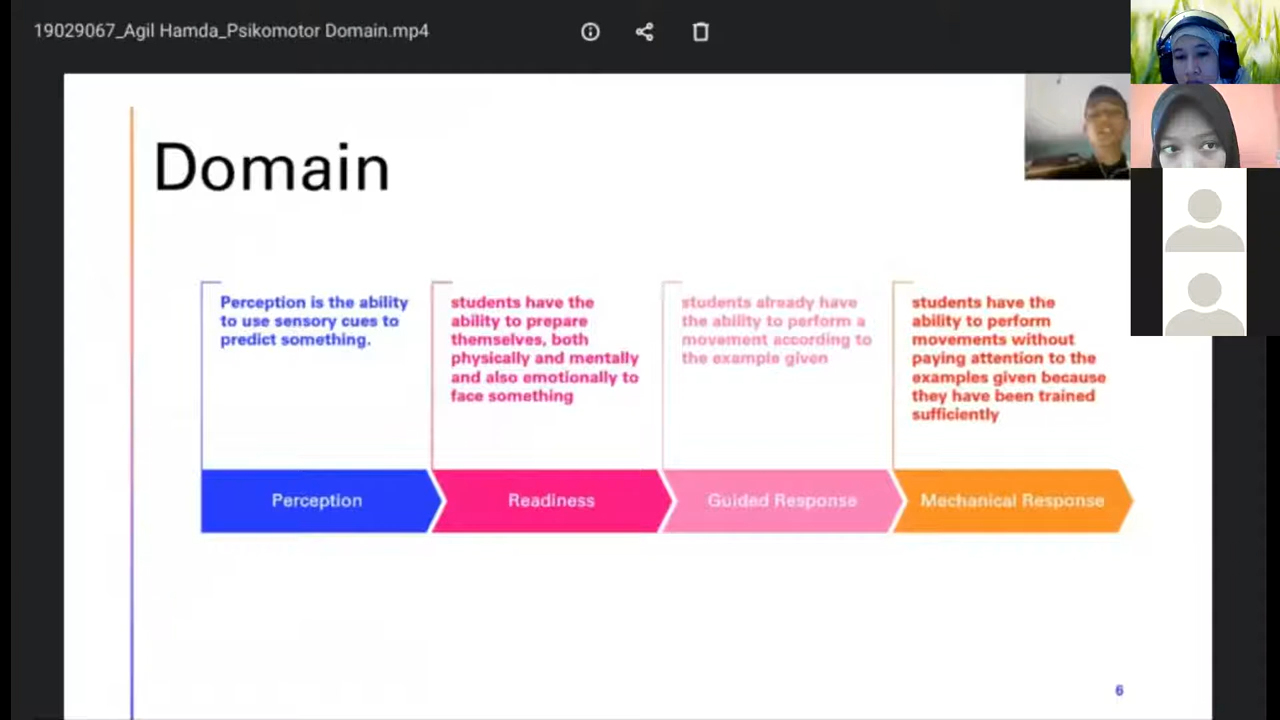 19029067_Agil Hamda_Psikomotor Domain.mp4
Domain
Perception is the ability
to use sensory cues to
predict something.
students have the
ability to prepare
themselves, both
physically and mentally
and also emotionally to
face something
students already have
the ability to perform a
movement according to
the example given
students have the
ability to perform
movements without
paying attention to the
examples given because
they have been trained
sufficiently
Perception
Readiness
Guided Response
Mechanical Response
6